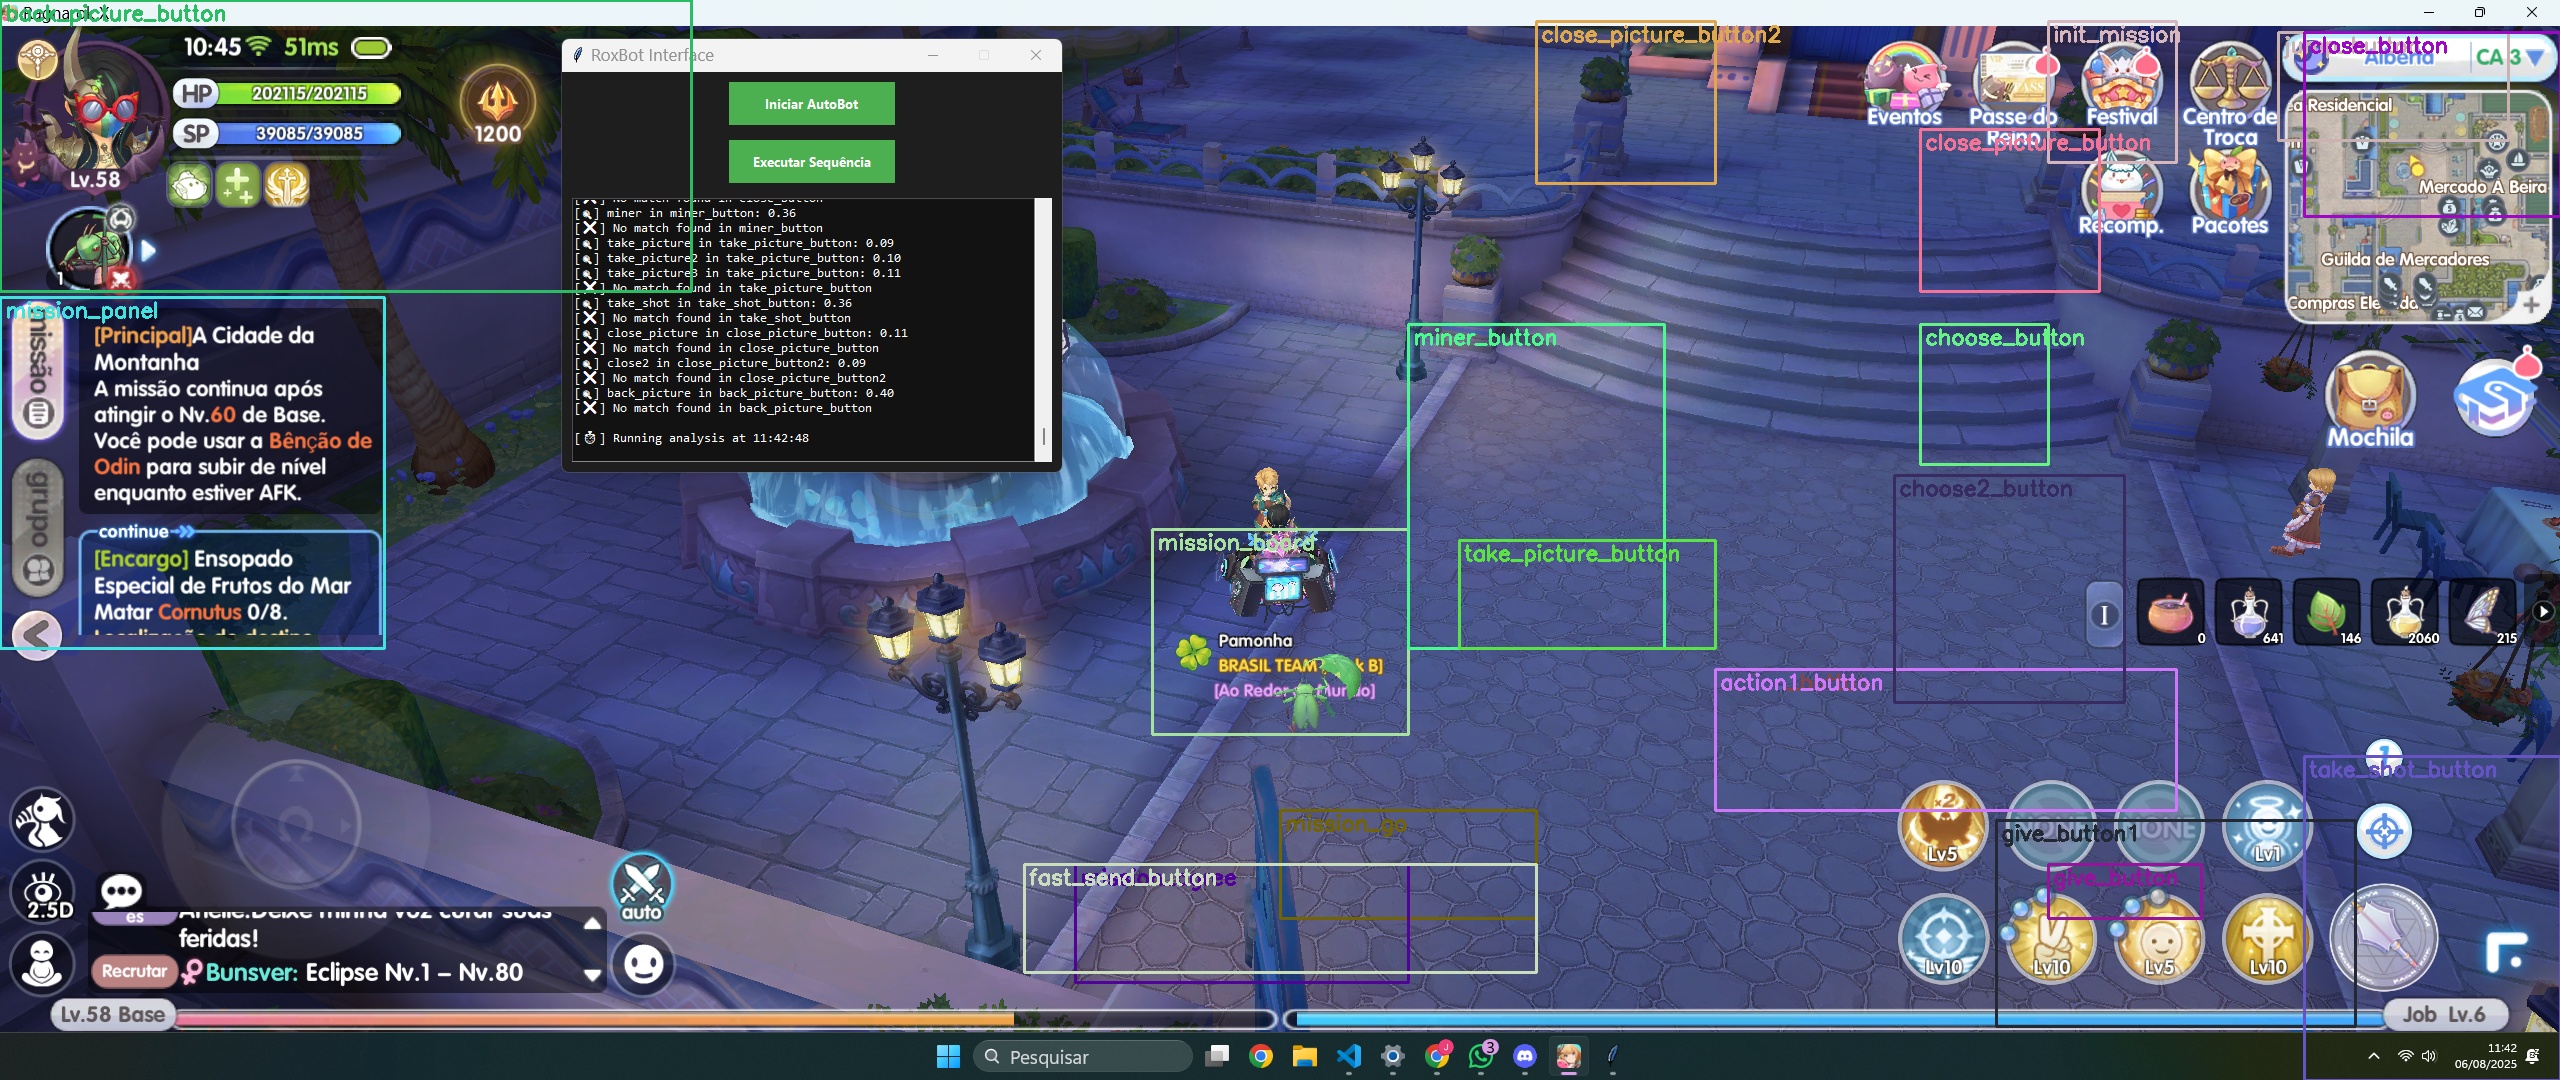 back_picture_button
10:45
51ms
HP
202115/202115
SP
39085/39085
1200
Lv.58
1
RoxBot Interface
Iniciar AutoBot
Executar Sequência
[🔍] miner in miner_button: 0.36
[❌] No match found in miner_button
[🔍] take_picture in take_picture_button: 0.09
[🔍] take_picture2 in take_picture_button: 0.10
[🔍] take_picture3 in take_picture_button: 0.11
[❌] No match found in take_picture_button
[🔍] take_shot in take_shot_button: 0.36
[❌] No match found in take_shot_button
[🔍] close_picture in close_picture_button: 0.11
[❌] No match found in close_picture_button
[🔍] close2 in close_picture_button2: 0.09
[❌] No match found in close_picture_button2
[🔍] back_picture in back_picture_button: 0.40
[❌] No match found in back_picture_button
[⏱] Running analysis at 11:42:48
close_picture_button2
init_mission
close_button
Alberta
CA 3
Eventos
Passe do
Reino
Festival
Centro de
Troca
close_picture_button
Recomp.
Pacotes
Residencial
Mercado À Beira
Guilda de Mercadores
Compras
mission_panel
missão
grupo
[Principal]A Cidade da
Montanha
A missão continua após
atingir o Nv.60 de Base.
Você pode usar a Bênção de
Odin para subir de nível
enquanto estiver AFK.
continue
[Encargo] Ensopado
Especial de Frutos do Mar
Matar Cornutus 0/8.
miner_button
choose_button
Mochila
choose2_button
mission_board
take_picture_button
Pamonha
BRASIL TEAM
[Ao Redor
I
0
641
146
2060
215
action1_button
take_shot_button
mission_go
give_button1
Lv5
Lv1
fast_send_button
give_button
2.5D
auto
feridas!
Recrutar
Bunsver: Eclipse Nv.1 – Nv.80
Lv10
Lv10
Lv5
Lv10
Lv.58 Base
Job Lv.6
Pesquisar
3
11:42
06/08/2025